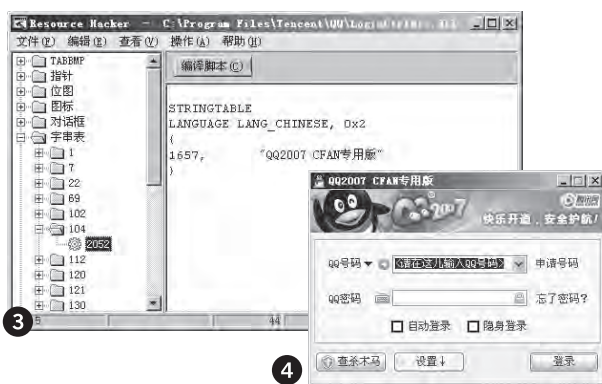 Resource Hacker - C:\Program Files\Tencent\QQ\
文件(F) 编辑(E) 查看(V) 操作(A) 帮助(H)
TABBMP
指针
位图
图标
对话框
字串表
1
7
22
69
102
104
2052
112
120
121
130
编译脚本(C)
STRINGTABLE
LANGUAGE LANG_CHINESE, 0x2
{
1657, "QQ2007 CFAN专用版"
}
44
3
QQ2007 CFAN专用版
2007
快乐开道，安全护航!
QQ号码 <请在这儿输入QQ号码> 申请号码
QQ密码 忘了密码?
自动登录 隐身登录
查杀木马 设置↓ 登录
4